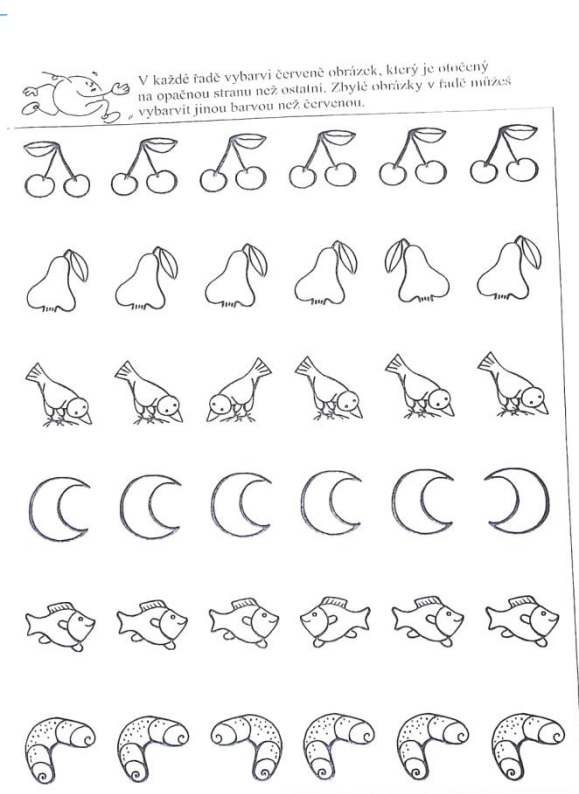 V každé řadě vybarvi červeně obrázek, který je otočený
na opačnou stranu než ostatní. Zbylé obrázky v řadě můžeš
vybarvit jinou barvou než červenou.